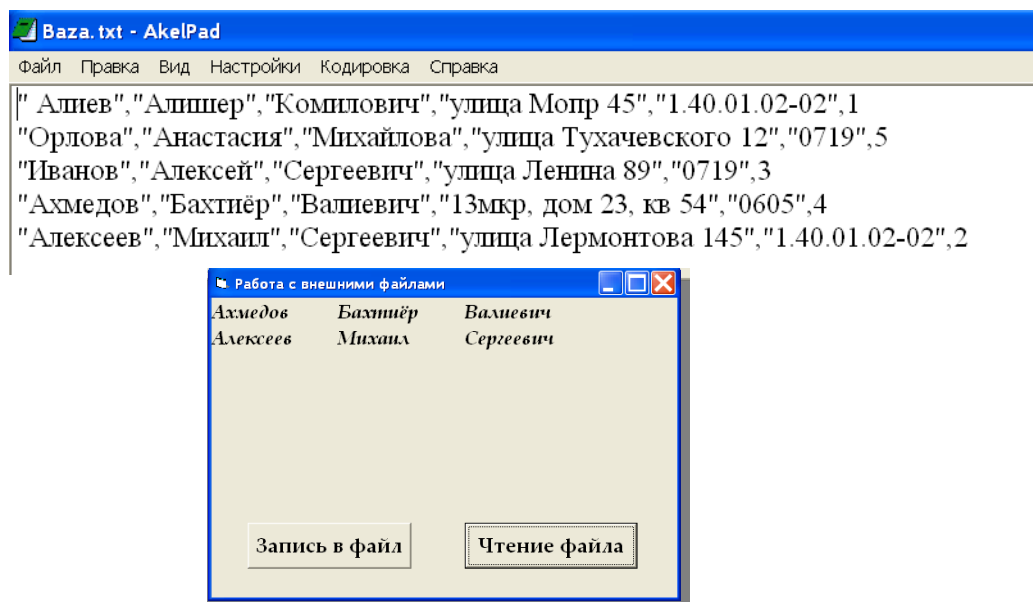 Baza.txt - AkelPad
Файл Правка Вид Настройки Кодировка Справка
" Алиев","Алишер","Комилович","улица Мопр 45","1.40.01.02-02",1
"Орлова","Анастасия","Михайлова","улица Тухачевского 12","0719",5
"Иванов","Алексей","Сергеевич","улица Ленина 89","0719",3
"Ахмедов","Бахтиёр","Валиевич","13мкр, дом 23, кв 54","0605",4
"Алексеев","Михаил","Сергеевич","улица Лермонтова 145","1.40.01.02-02",2
Работа с внешними файлами
Ахмедов Бахтиёр Валиевич
Алексеев Михаил Сергеевич
Запись в файл Чтение файла